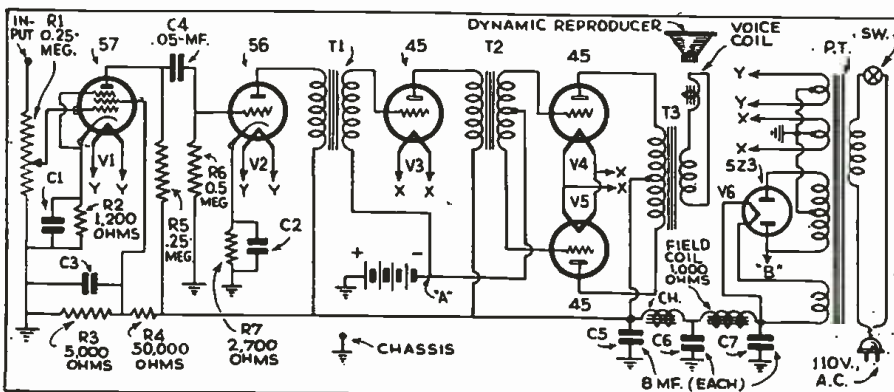 IN-
PUT
R1
0.25-
MEG.
57
C4
.05-MF.
56
T1
45
T2
45
DYNAMIC REPRODUCER
VOICE
COIL
P.T.
SW.
T3
Y
Y
X
X
5Z3
V1
Y Y
C1
R2
1,200
OHMS
C3
R5
.25-
MEG.
R6
0.5
MEG
V2
Y Y
C2
V3
X X
V4
X
X
V5
V6
"B"
FIELD
COIL
1,000
OHMS
+
-
"A"
45
CH.
R3
5,000
OHMS
R4
50,000
OHMS
R7
2,700
OHMS
CHASSIS
C5
C6
C7
8 MF. (EACH)
110V.,
A.C.